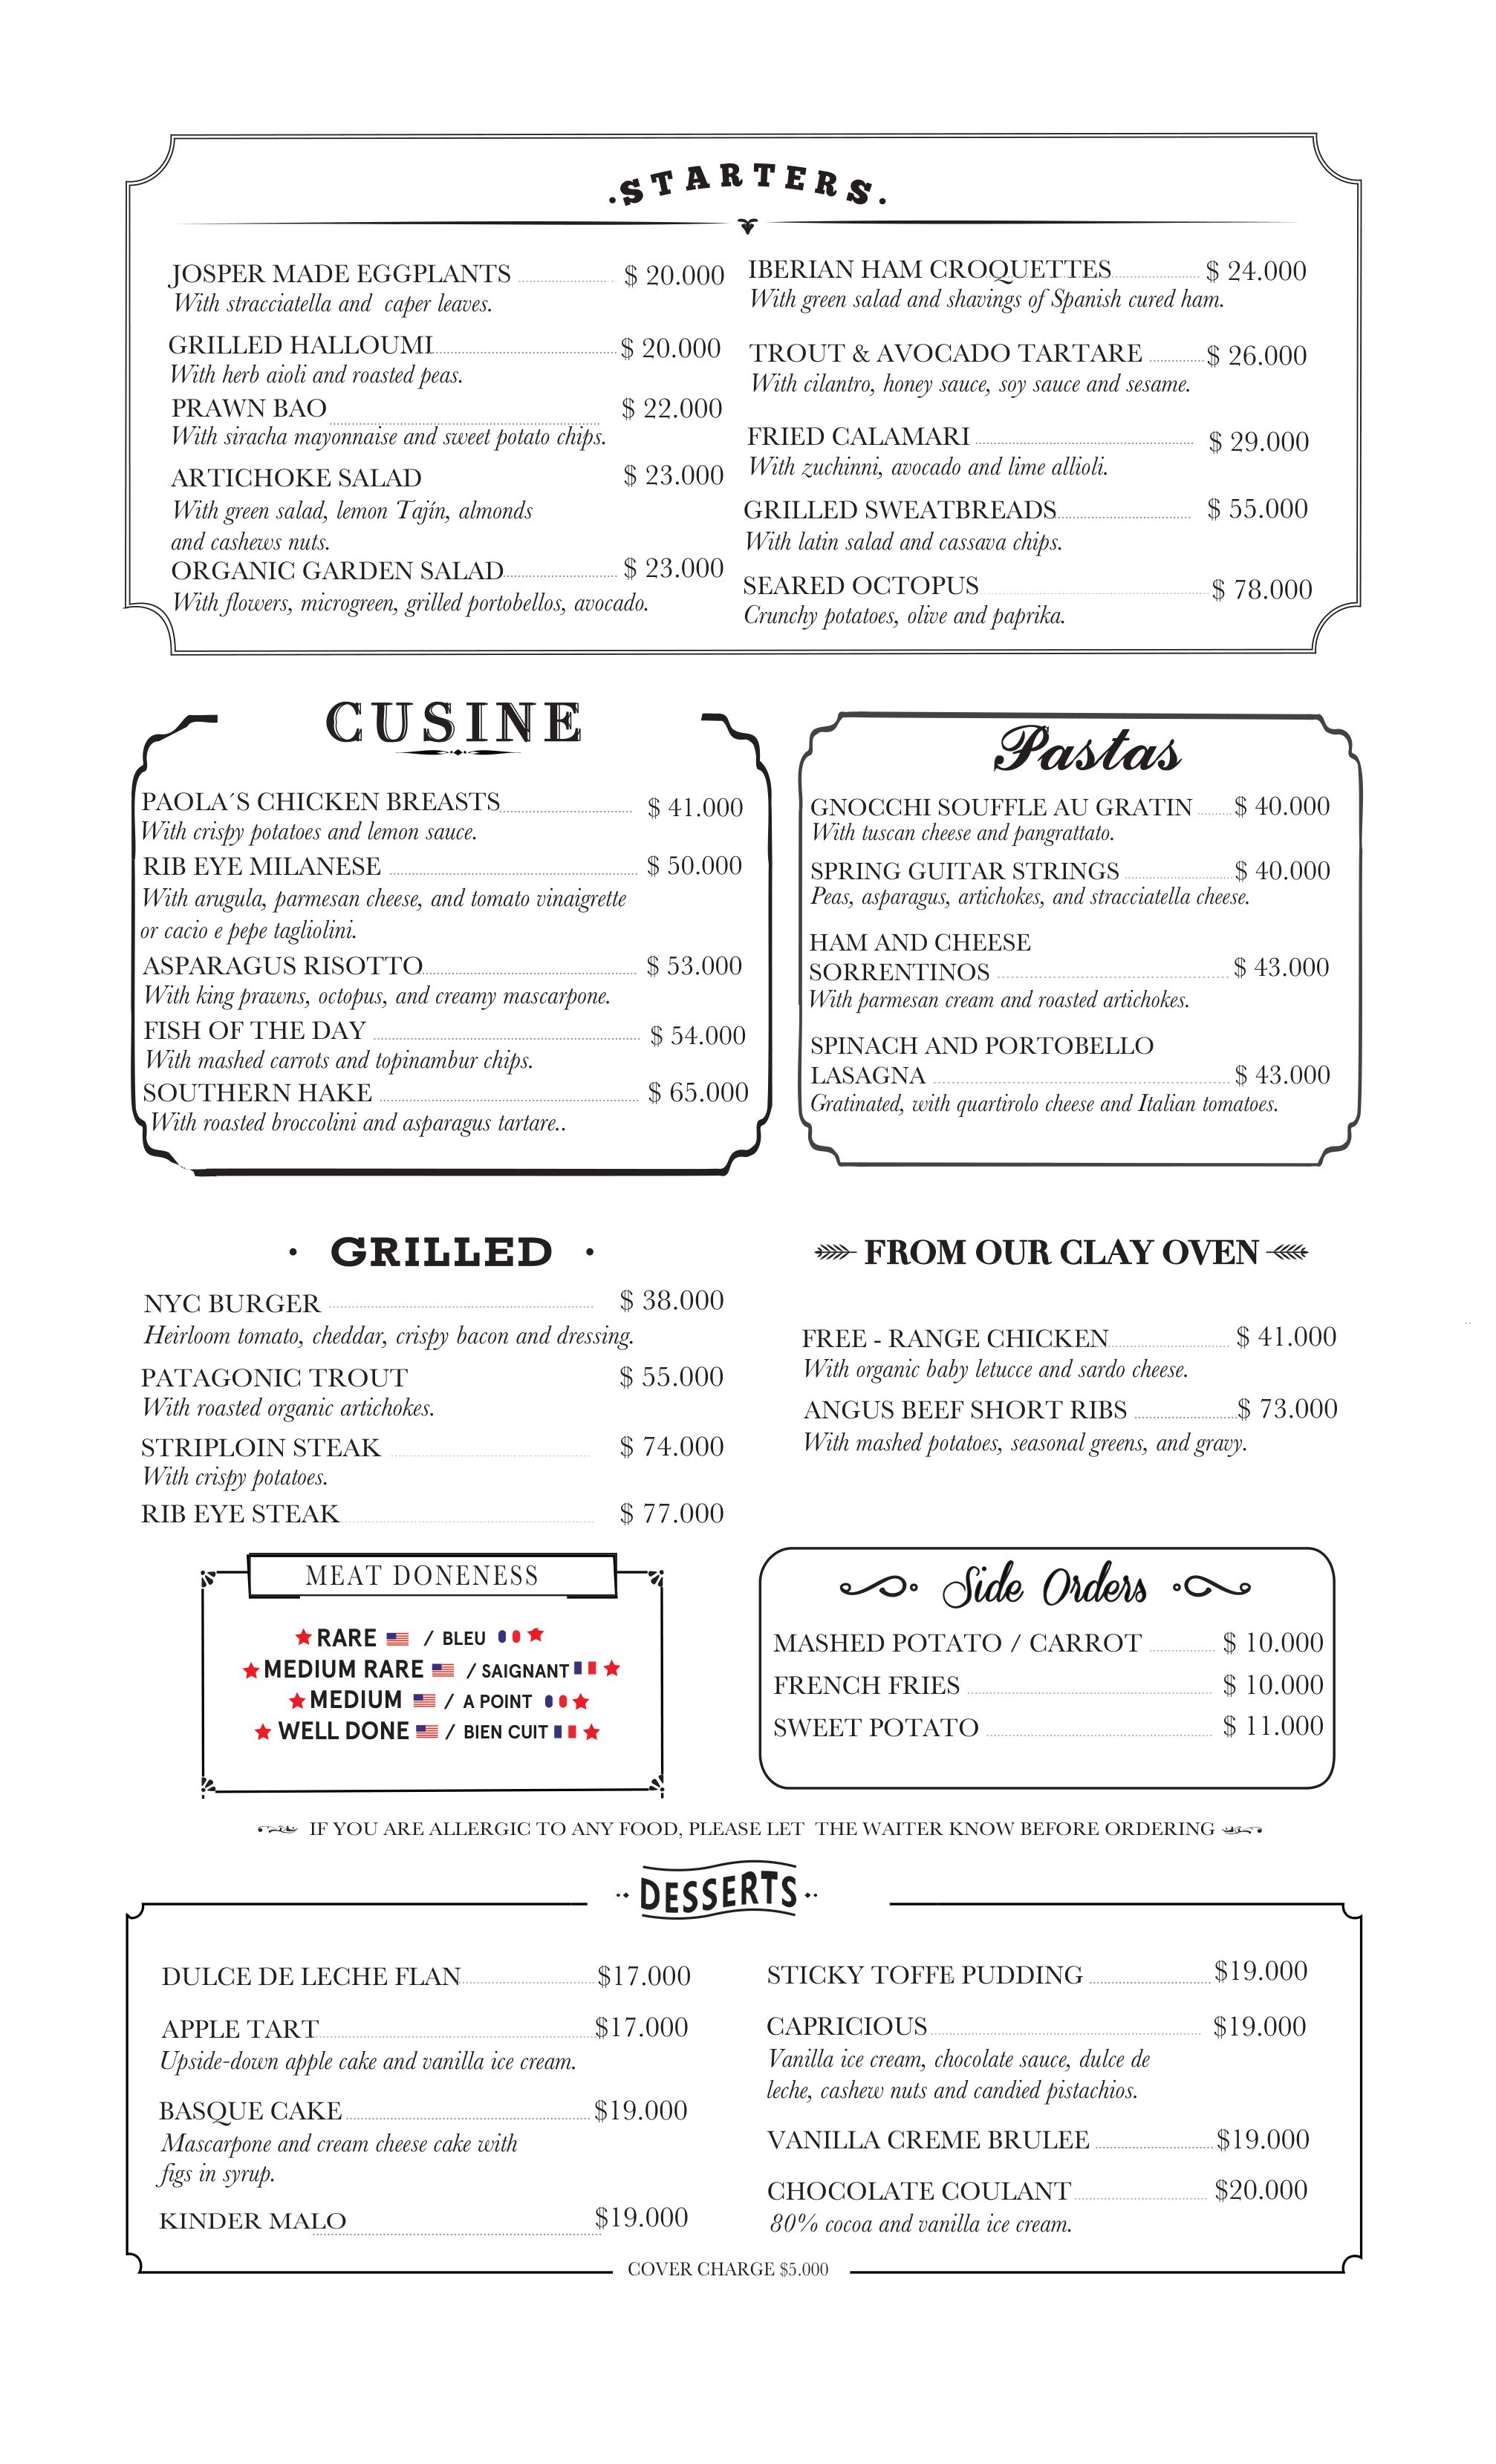 .STARTERS.
JOSPER MADE EGGPLANTS $ 20.000
With stracciatella and caper leaves.
GRILLED HALLOUMI $ 20.000
With herb aioli and roasted peas.
PRAWN BAO $ 22.000
With siracha mayonnaise and sweet potato chips.
ARTICHOKE SALAD $ 23.000
With green salad, lemon Tajín, almonds
and cashews nuts.
ORGANIC GARDEN SALAD $ 23.000
With flowers, microgreen, grilled portobellos, avocado.
IBERIAN HAM CROQUETTES $ 24.000
With green salad and shavings of Spanish cured ham.
TROUT & AVOCADO TARTARE $ 26.000
With cilantro, honey sauce, soy sauce and sesame.
FRIED CALAMARI $ 29.000
With zuchinni, avocado and lime allioli.
GRILLED SWEATBREADS $ 55.000
With latin salad and cassava chips.
SEARED OCTOPUS $ 78.000
Crunchy potatoes, olive and paprika.
CUSINE
PAOLA´S CHICKEN BREASTS $ 41.000
With crispy potatoes and lemon sauce.
RIB EYE MILANESE $ 50.000
With arugula, parmesan cheese, and tomato vinaigrette
or cacio e pepe tagliolini.
ASPARAGUS RISOTTO $ 53.000
With king prawns, octopus, and creamy mascarpone.
FISH OF THE DAY $ 54.000
With mashed carrots and topinambur chips.
SOUTHERN HAKE $ 65.000
With roasted broccolini and asparagus tartare..
Pastas
GNOCCHI SOUFFLE AU GRATIN $ 40.000
With tuscan cheese and pangrattato.
SPRING GUITAR STRINGS $ 40.000
Peas, asparagus, artichokes, and stracciatella cheese.
HAM AND CHEESE
SORRENTINOS $ 43.000
With parmesan cream and roasted artichokes.
SPINACH AND PORTOBELLO
LASAGNA $ 43.000
Gratinated, with quartirolo cheese and Italian tomatoes.
· GRILLED ·
NYC BURGER $ 38.000
Heirloom tomato, cheddar, crispy bacon and dressing.
PATAGONIC TROUT $ 55.000
With roasted organic artichokes.
STRIPLOIN STEAK $ 74.000
With crispy potatoes.
RIB EYE STEAK $ 77.000
FROM OUR CLAY OVEN
FREE - RANGE CHICKEN $ 41.000
With organic baby letucce and sardo cheese.
ANGUS BEEF SHORT RIBS $ 73.000
With mashed potatoes, seasonal greens, and gravy.
MEAT DONENESS
RARE / BLEU
MEDIUM RARE / SAIGNANT
MEDIUM / A POINT
WELL DONE / BIEN CUIT
Side Orders
MASHED POTATO / CARROT $ 10.000
FRENCH FRIES $ 10.000
SWEET POTATO $ 11.000
IF YOU ARE ALLERGIC TO ANY FOOD, PLEASE LET THE WAITER KNOW BEFORE ORDERING
DESSERTS
DULCE DE LECHE FLAN $17.000
APPLE TART $17.000
Upside-down apple cake and vanilla ice cream.
BASQUE CAKE $19.000
Mascarpone and cream cheese cake with
figs in syrup.
KINDER MALO $19.000
STICKY TOFFE PUDDING $19.000
CAPRICIOUS $19.000
Vanilla ice cream, chocolate sauce, dulce de
leche, cashew nuts and candied pistachios.
VANILLA CREME BRULEE $19.000
CHOCOLATE COULANT $20.000
80% cocoa and vanilla ice cream.
COVER CHARGE $5.000